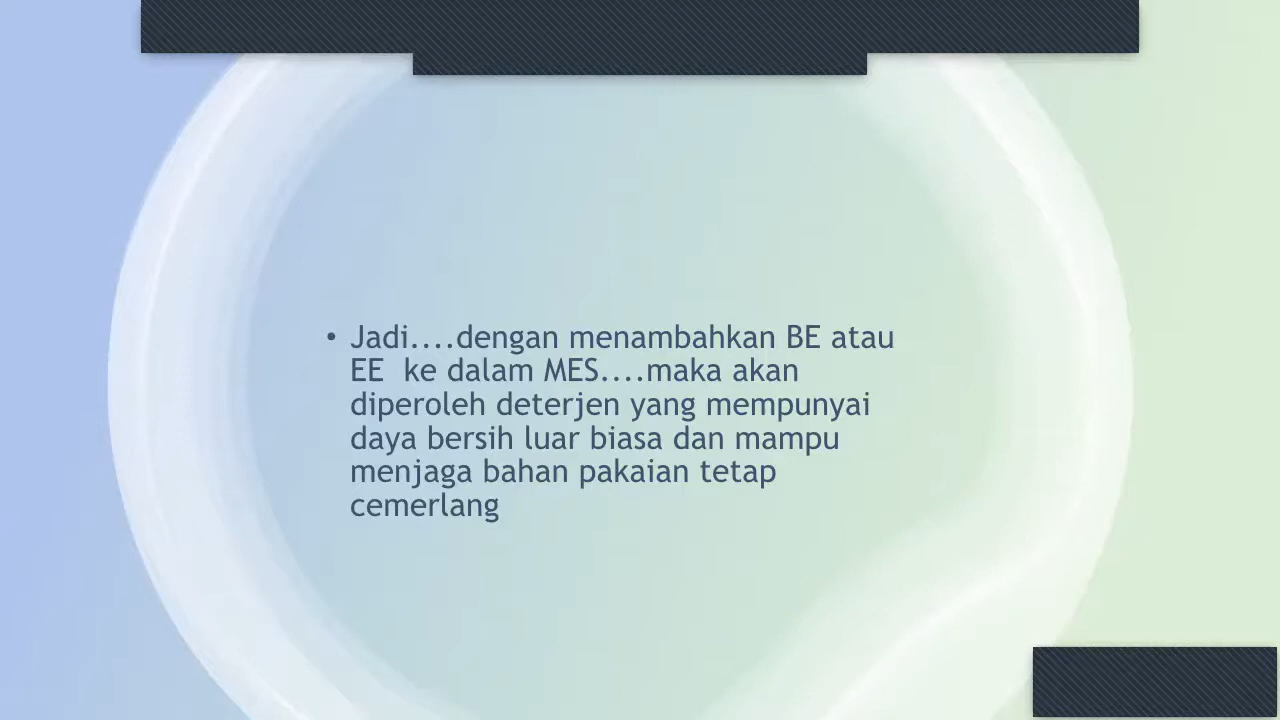 • Jadi....dengan menambahkan BE atau
EE  ke dalam MES....maka akan
diperoleh deterjen yang mempunyai
daya bersih luar biasa dan mampu
menjaga bahan pakaian tetap
cemerlang